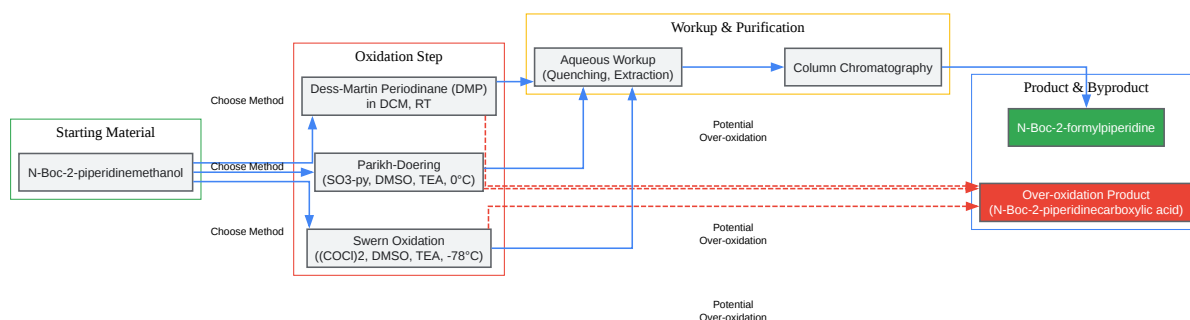 Workup & Purification
Oxidation Step
Aqueous Workup
(Quenching, Extraction)
Column Chromatography
Dess-Martin Periodinane (DMP)
in DCM, RT
Product & Byproduct
Choose Method
Starting Material
N-Boc-2-formylpiperidine
Potential
Over-oxidation
N-Boc-2-piperidinemethanol
Choose Method
Parikh-Doering
(SO3-py, DMSO, TEA, 0°C)
Over-oxidation Product
(N-Boc-2-piperidinecarboxylic acid)
Choose Method
Swern Oxidation
((COCl)2, DMSO, TEA, -78°C)
Potential
Over-oxidation
Potential
Over-oxidation